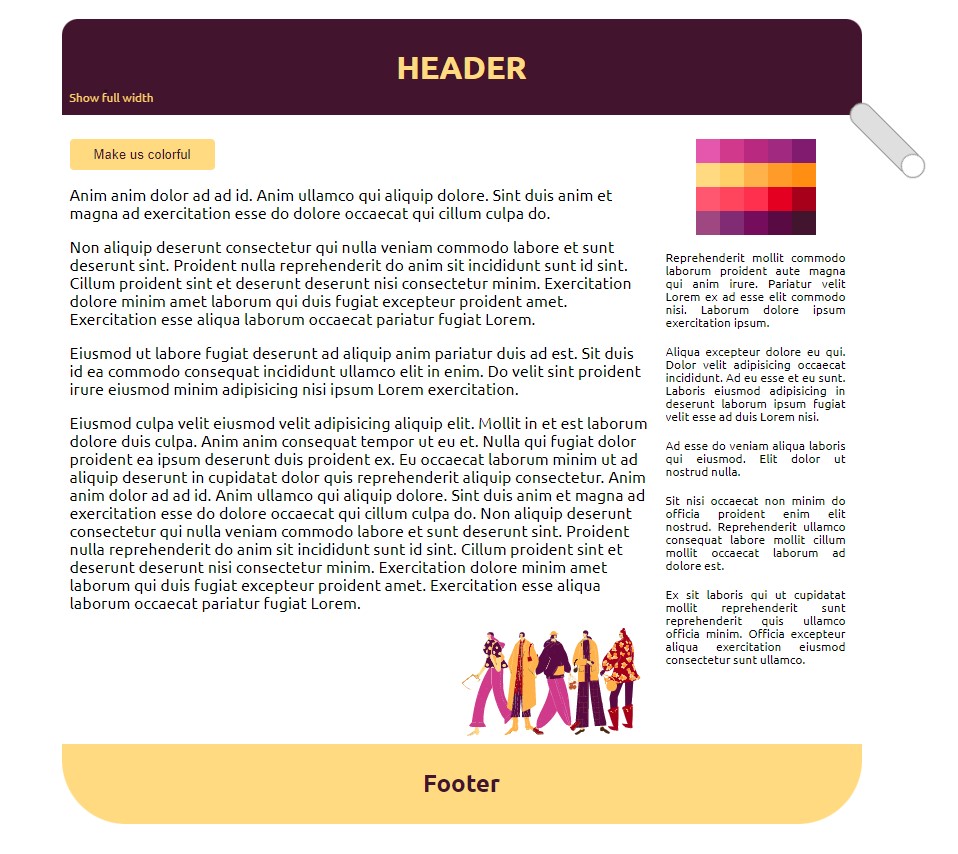 HEADER
Show full width
Make us colorful
Anim anim dolor ad ad id. Anim ullamco qui aliquip dolore. Sint duis anim et
magna ad exercitation esse do dolore occaecat qui cillum culpa do.
Non aliquip deserunt consectetur qui nulla veniam commodo labore et sunt
deserunt sint. Proident nulla reprehenderit do anim sit incididunt sunt id sint.
Cillum proident sint et deserunt deserunt nisi consectetur minim. Exercitation
dolore minim amet laborum qui duis fugiat excepteur proident amet.
Exercitation esse aliqua laborum occaecat pariatur fugiat Lorem.
Eiusmod ut labore fugiat deserunt ad aliquip anim pariatur duis ad est. Sit duis
id ea commodo consequat incididunt ullamco elit in enim. Do velit sint proident
irure eiusmod minim adipisicing nisi ipsum Lorem exercitation.
Eiusmod culpa velit eiusmod velit adipisicing aliquip elit. Mollit in et est laborum
dolore duis culpa. Anim anim consequat tempor ut eu et. Nulla qui fugiat dolor
proident ea ipsum deserunt duis proident ex. Eu occaecat laborum minim ut ad
aliquip deserunt in cupidatat dolor quis reprehenderit aliquip consectetur. Anim
anim dolor ad ad id. Anim ullamco qui aliquip dolore. Sint duis anim et magna ad
exercitation esse do dolore occaecat qui cillum culpa do. Non aliquip deserunt
consectetur qui nulla veniam commodo labore et sunt deserunt sint. Proident
nulla reprehenderit do anim sit incididunt sunt id sint. Cillum proident sint et
deserunt deserunt nisi consectetur minim. Exercitation dolore minim amet
laborum qui duis fugiat excepteur proident amet. Exercitation esse aliqua
laborum occaecat pariatur fugiat Lorem.
Reprehenderit mollit commodo
laborum proident aute magna
qui anim irure. Pariatur velit
Lorem ex ad esse elit commodo
nisi. Laborum dolore ipsum
exercitation ipsum.
Aliqua excepteur dolore eu qui.
Dolor velit adipisicing occaecat
incididunt. Ad eu esse et eu sunt.
Laboris eiusmod adipisicing in
deserunt laborum ipsum fugiat
velit esse ad duis Lorem nisi.
Ad esse do veniam aliqua laboris
qui eiusmod. Elit dolor ut
nostrud nulla.
Sit nisi occaecat non minim do
officia proident enim elit
nostrud. Reprehenderit ullamco
consequat labore mollit cillum
mollit occaecat laborum ad
dolore est.
Ex sit laboris qui ut cupidatat
mollit reprehenderit sunt
reprehenderit quis ullamco
officia minim. Officia excepteur
aliqua exercitation eiusmod
consectetur sunt ullamco.
Footer